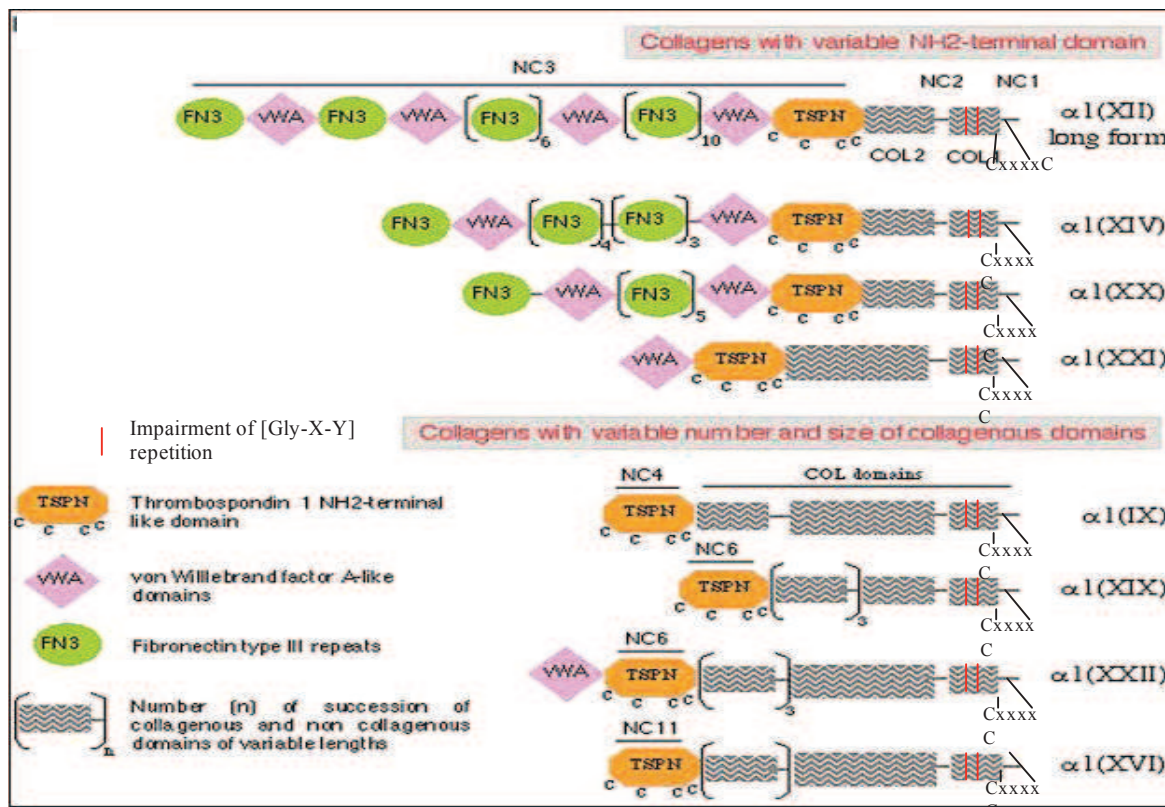 Collagens with variable NH2-terminal domain
NC3
NC2 NC1
FN3 VWA FN3 VWA [FN3]6 VWA [FN3]10 VWA TSPN
C C C C
α1(XII)
long form
COL2 COL1
CxxxxC
FN3 VWA [FN3]4 [FN3]3 VWA TSPN
C C C C
α1(XIV)
Cxxxx
C
FN3 VWA [FN3]5 VWA TSPN
C C C C
α1(XX)
Cxxxx
C
VWA TSPN
C C C C
α1(XXI)
Cxxxx
C
Impairment of [Gly-X-Y]
repetition
Collagens with variable number and size of collagenous domains
TSPN
C C C C
Thrombospondin 1 NH2-terminal
like domain
VWA
von Willlebrand factor A-like
domains
FN3
Fibronectin type III repeats
n
Number (n) of succession of
collagenous and non collagenous
domains of variable lengths
NC4
COL domains
TSPN
C C C C
α1(IX)
Cxxxx
C
NC6
TSPN
C C C C
3
α1(XIX)
Cxxxx
C
NC6
VWA TSPN
C C C C
3
α1(XXII)
Cxxxx
C
NC11
TSPN
C C C C
α1(XVI)
Cxxxx